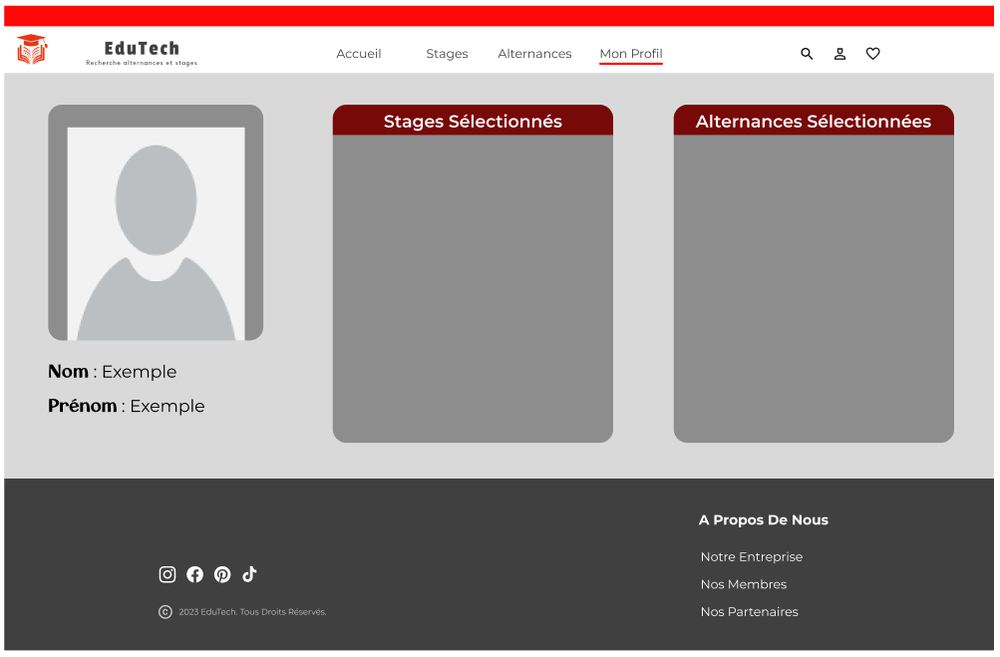 EduTech
Recherche alternances et stages
Accueil
Stages
Alternances
Mon Profil
Stages Sélectionnés
Alternances Sélectionnées
Nom : Exemple
Prénom : Exemple
A Propos De Nous
Notre Entreprise
Nos Membres
Nos Partenaires
© 2023 EduTech. Tous Droits Réservés.